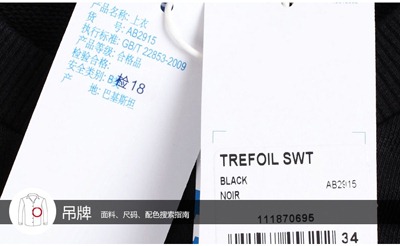 产品名称: 上衣
货 号: AB2915
执行标准: GB/T 22853-2009
产品等级: 合格品
检验合格: 检18
安全类别: B
产 地: 巴基斯坦
TREFOIL SWT
BLACK
NOIR
AB2915
111870695
34
吊牌
面料、尺码、配色搜索指南